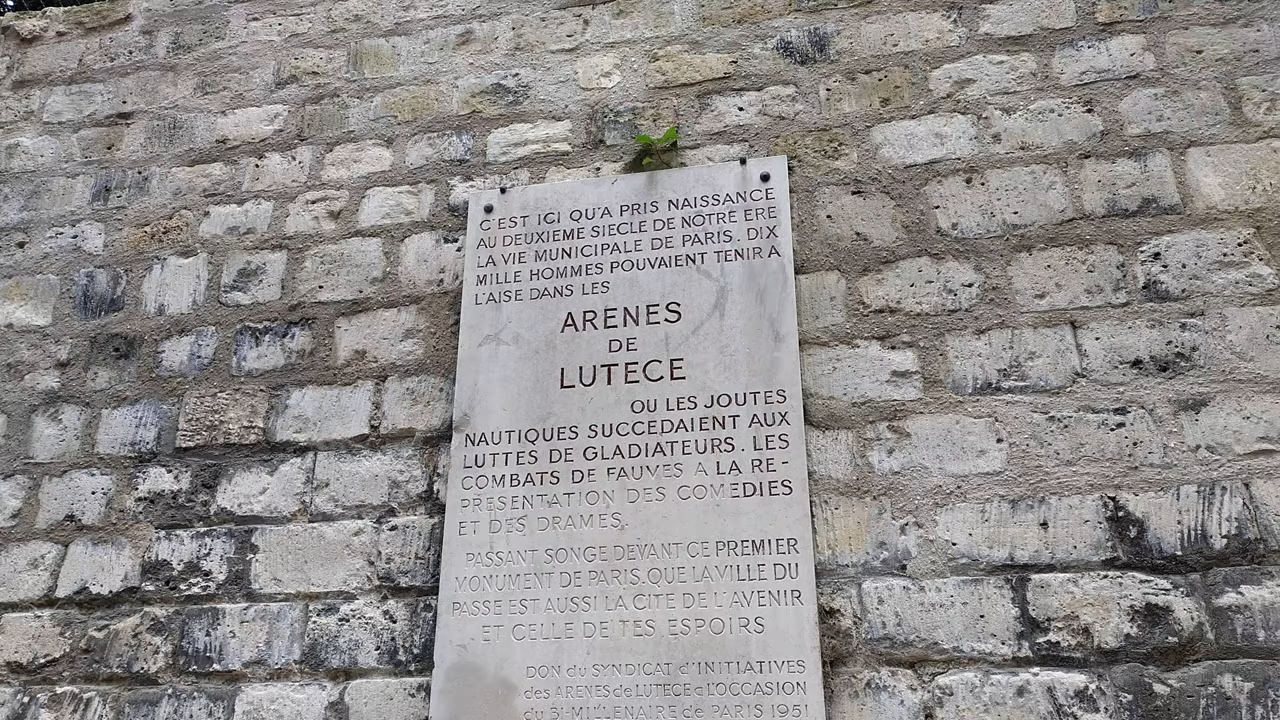 C'EST ICI QU'A PRIS NAISSANCE
AU DEUXIEME SIECLE DE NOTRE ERE
LA VIE MUNICIPALE DE PARIS. DIX
MILLE HOMMES POUVAIENT TENIR A
L'AISE DANS LES
ARENES
DE
LUTECE
OU LES JOUTES
NAUTIQUES SUCCEDAIENT AUX
LUTTES DE GLADIATEURS. LES
COMBATS DE FAUVES A LA RE-
PRESENTATION DES COMEDIES
ET DES DRAMES.
PASSANT SONGE DEVANT CE PREMIER
MONUMENT DE PARIS. QUE LA VILLE DU
PASSE EST AUSSI LA CITE DE L'AVENIR
ET CELLE DE TES ESPOIRS
DON du SYNDICAT d'INITIATIVES
des ARENES de LUTECE a L'OCCASION
du BI-MILLENAIRE de PARIS 1951